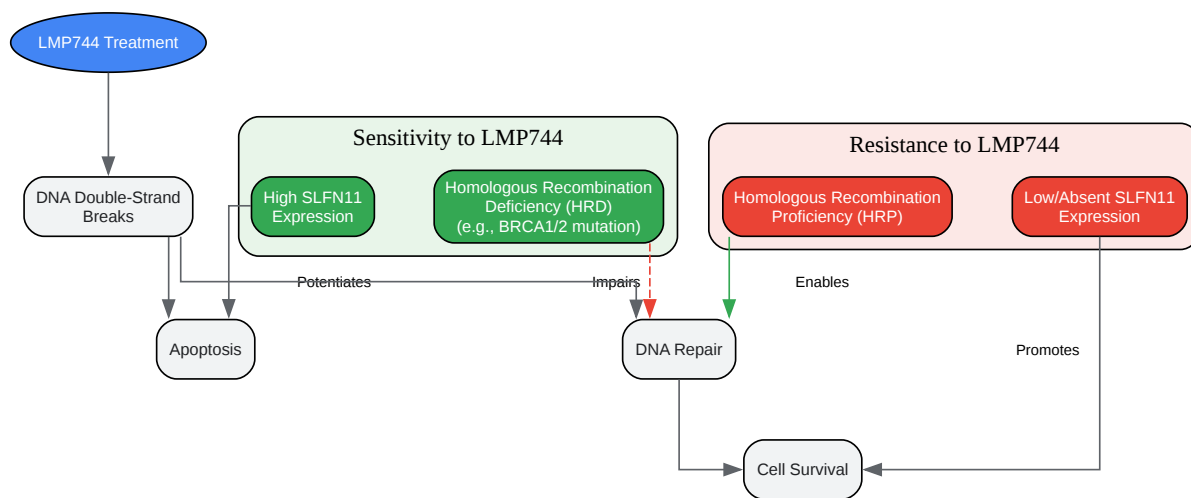 LMP744 Treatment
Sensitivity to LMP744
Resistance to LMP744
DNA Double-Strand
Breaks
High SLFN11
Expression
Homologous Recombination
Deficiency (HRD)
(e.g., BRCA1/2 mutation)
Homologous Recombination
Proficiency (HRP)
Low/Absent SLFN11
Expression
Potentiates
Impairs
Enables
Apoptosis
DNA Repair
Promotes
Cell Survival